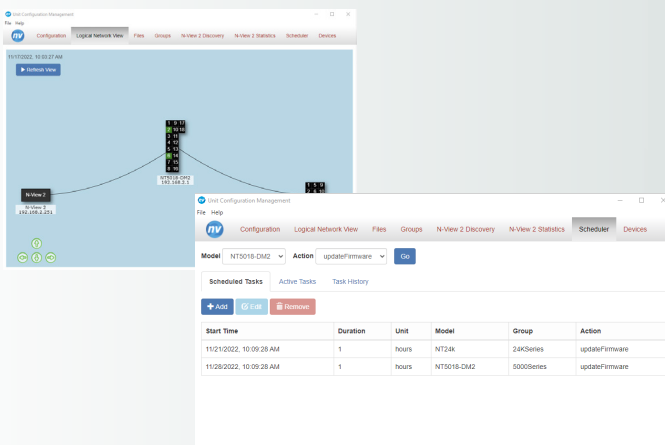 Unit Configuration Management
File Help
nv Configuration Logical Network View Files Groups N-View 2 Discovery N-View 2 Statistics Scheduler Devices
11/17/2022, 10:03:27 AM
Refresh View
1 9 17
2 10 18
3 11
4 12
5 13
6 14
7 15
8 16
NT5018-DM2
192.168.2.1
N-View 2
N-View 2
192.168.2.251
1 5 9
2 6 10
Unit Configuration Management
File Help
nv Configuration Logical Network View Files Groups N-View 2 Discovery N-View 2 Statistics Scheduler Devices
Model NT5018-DM2 Action updateFirmware Go
Scheduled Tasks Active Tasks Task History
+ Add Edit Remove
Start Time Duration Unit Model Group Action
11/21/2022, 10:09:28 AM 1 hours NT24k 24KSeries updateFirmware
11/28/2022, 10:09:28 AM 1 hours NT5018-DM2 5000Series updateFirmware